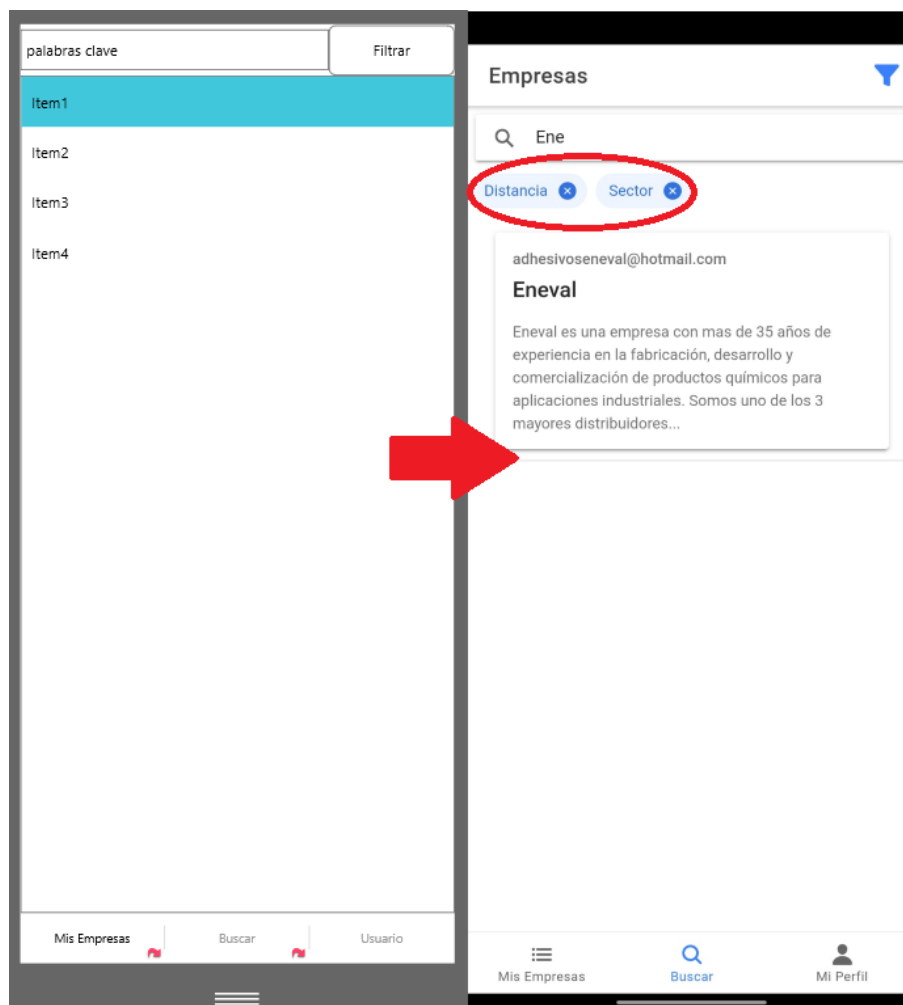 palabras clave
Filtrar
Item1
Item2
Item3
Item4
Mis Empresas
Buscar
Usuario
Empresas
Ene
Distancia
Sector
adhesivoseneval@hotmail.com
Eneval
Eneval es una empresa con mas de 35 años de
experiencia en la fabricación, desarrollo y
comercialización de productos químicos para
aplicaciones industriales. Somos uno de los 3
mayores distribuidores...
Mis Empresas
Buscar
Mi Perfil